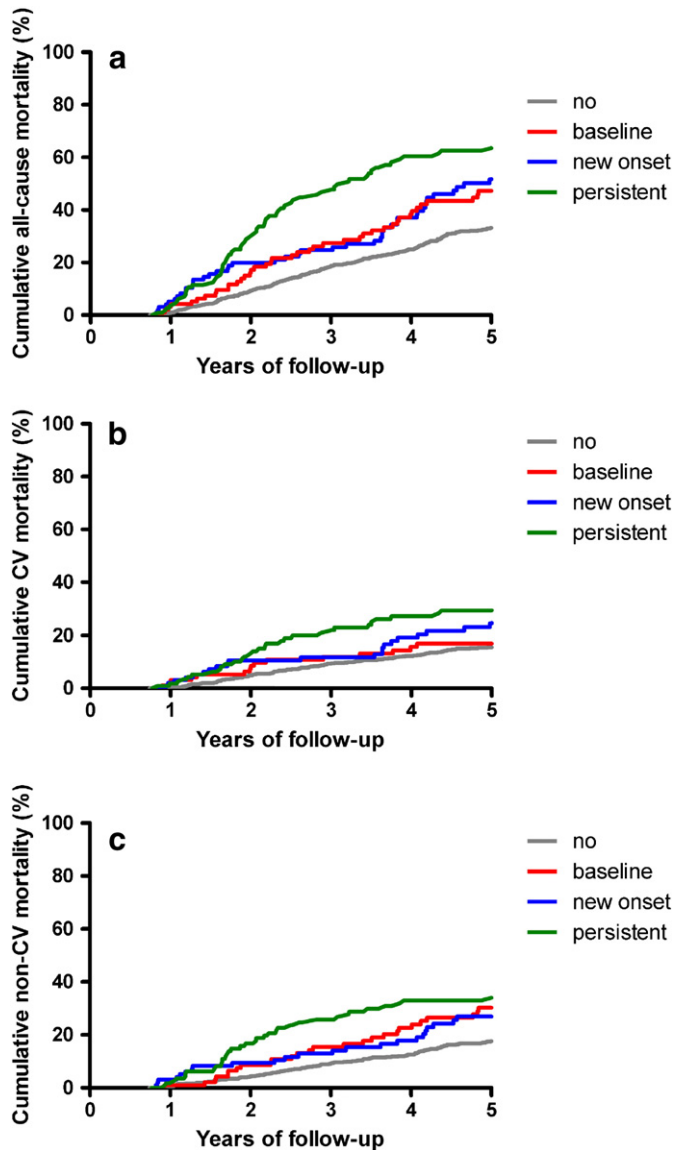 a
Cumulative all-cause mortality (%)
100
80
60
40
20
0
0 1 2 3 4 5
Years of follow-up
no
baseline
new onset
persistent
b
Cumulative CV mortality (%)
100
80
60
40
20
0
0 1 2 3 4 5
Years of follow-up
no
baseline
new onset
persistent
c
Cumulative non-CV mortality (%)
100
80
60
40
20
0
0 1 2 3 4 5
Years of follow-up
no
baseline
new onset
persistent